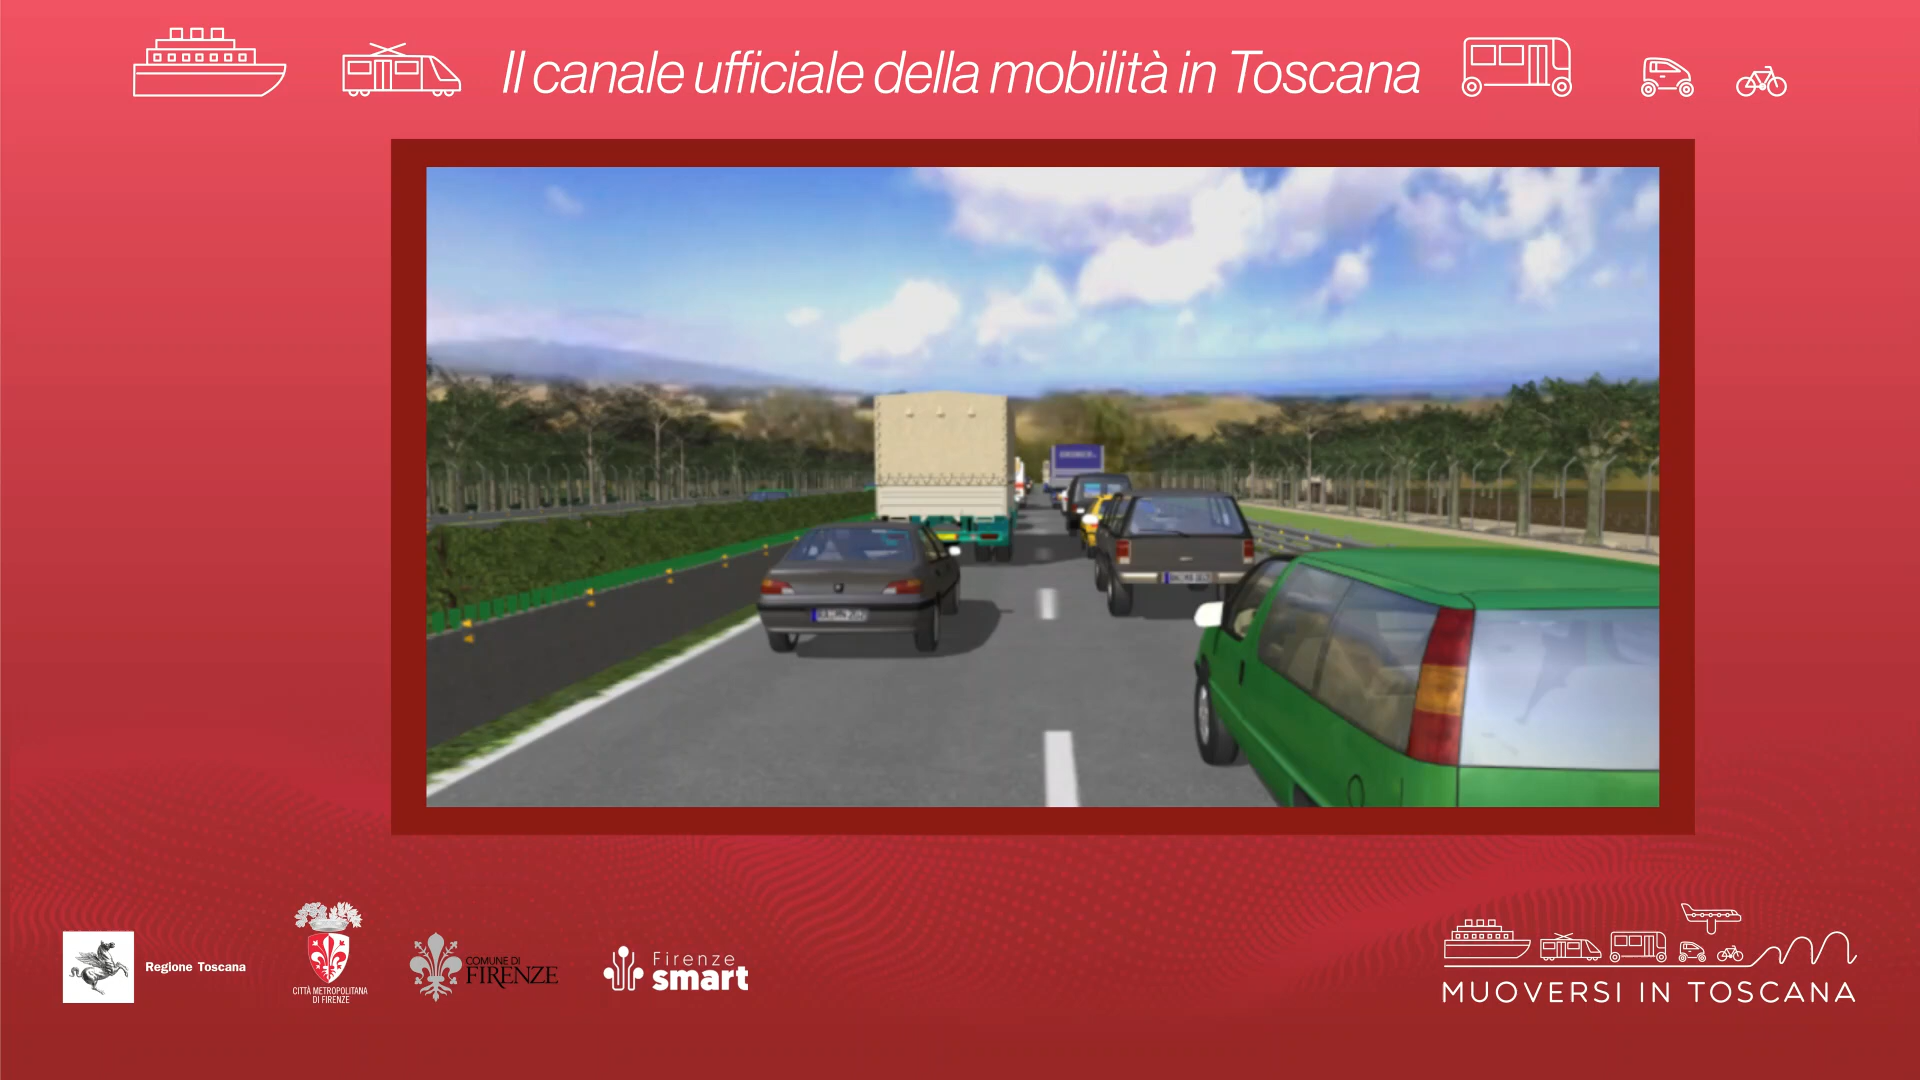 Il canale ufficiale della mobilità in Toscana
Regione Toscana
CITTÀ METROPOLITANA
DI FIRENZE
COMUNE DI
FIRENZE
Firenze
smart
MUOVERSI IN TOSCANA